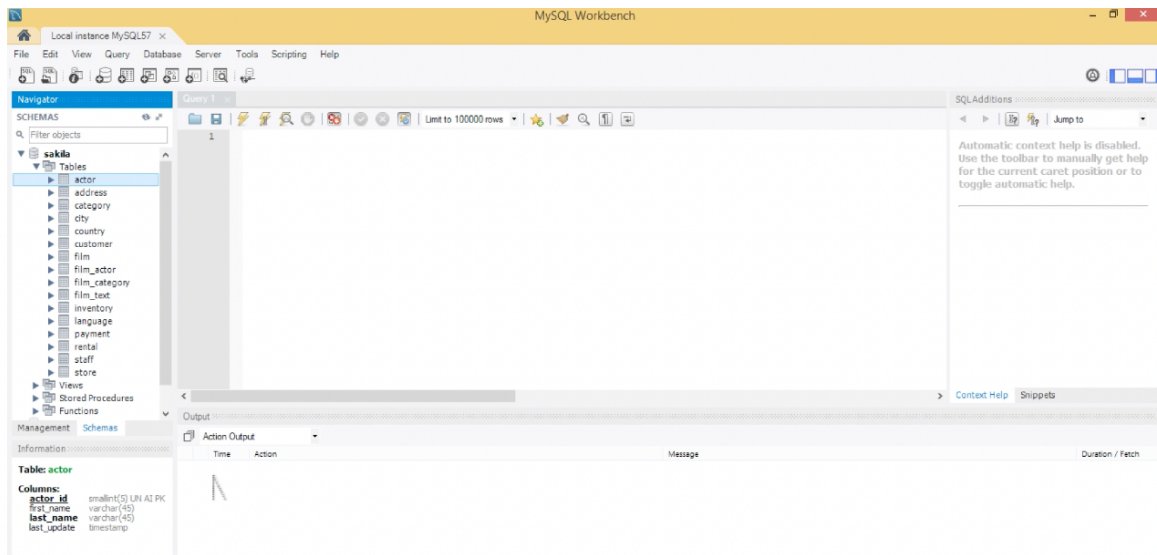 MySQL Workbench
Local instance MySQL57 ×
File Edit View Query Database Server Tools Scripting Help
Navigator
SCHEMAS
Filter objects
sakila
Tables
actor
address
category
city
country
customer
film
film_actor
film_category
film_text
inventory
language
payment
rental
staff
store
Views
Stored Procedures
Functions
Management Schemas
Information
Table: actor
Columns:
actor_id smallint(5) UN AI PK
first_name varchar(45)
last_name varchar(45)
last_update timestamp
Query 1 ×
Limit to 100000 rows
1
Output
Action Output
Time Action Message Duration / Fetch
SQLAdditions
Jump to
Automatic context help is disabled.
Use the toolbar to manually get help
for the current caret position or to
toggle automatic help.
Context Help Snippets